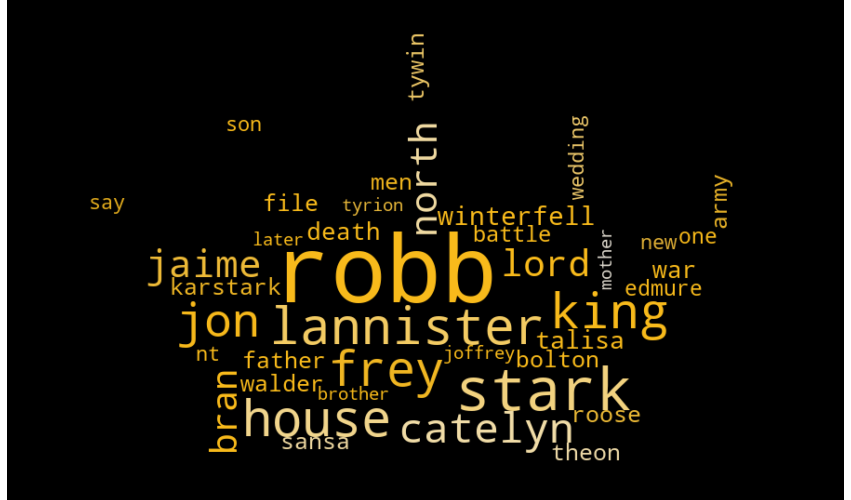 tywin
son
wedding
north
men
army
say
file
tyrion
winterfell
later
death
battle
new
one
robb
mother
jaime
lord
war
karstark
edmure
jon
lannister
king
talisa
nt
father
frey
joffrey
bolton
bran
walder
brother
stark
house
catelyn
roose
sansa
theon